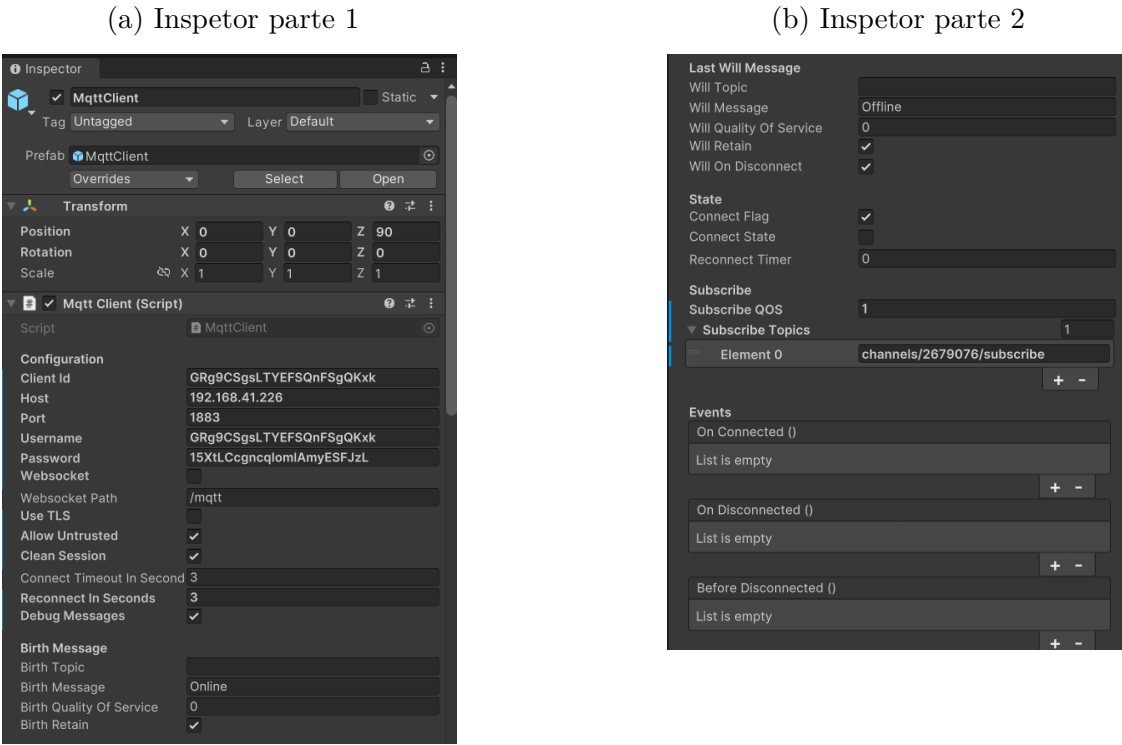 (a) Inspetor parte 1
Inspector
MqttClient
Static
Tag Untagged Layer Default
Prefab MqttClient
Overrides Select Open
Transform
Position X 0 Y 0 Z 90
Rotation X 0 Y 0 Z 0
Scale X 1 Y 1 Z 1
# Mqtt Client (Script)
Script # MqttClient
Configuration
Client Id GRg9CSgsLTYEFSQnFSgQKxk
Host 192.168.41.226
Port 1883
Username GRg9CSgsLTYEFSQnFSgQKxk
Password 15XtLCcgncqlomlAmyESFJzL
Websocket
Websocket Path /mqtt
Use TLS
Allow Untrusted
Clean Session
Connect Timeout In Second 3
Reconnect In Seconds 3
Debug Messages
Birth Message
Birth Topic
Birth Message Online
Birth Quality Of Service 0
Birth Retain
(b) Inspetor parte 2
Last Will Message
Will Topic
Will Message Offline
Will Quality Of Service 0
Will Retain
Will On Disconnect
State
Connect Flag
Connect State
Reconnect Timer 0
Subscribe
Subscribe QOS 1
Subscribe Topics 1
Element 0 channels/2679076/subscribe
+ -
Events
On Connected ()
List is empty
+ -
On Disconnected ()
List is empty
+ -
Before Disconnected ()
List is empty
+ -